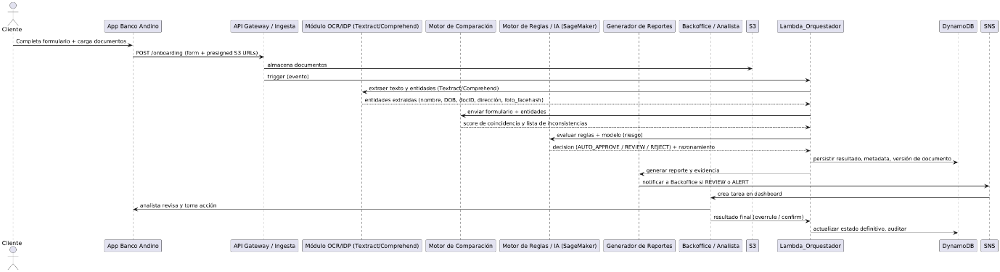 Cliente
App Banco Andino
API Gateway / Ingesta
Módulo OCR/IDP (Textract/Comprehend)
Motor de Comparación
Motor de Reglas / IA (SageMaker)
Generador de Reportes
Backoffice / Analista
S3
Lambda_Orquestador
DynamoDB
SNS
Completa formulario + carga documentos
POST /onboarding (form + presigned S3 URLs)
almacena documentos
trigger (evento)
extraer texto y entidades (Textract/Comprehend)
entidades extraídas (nombre, DOB, docID, dirección, foto_facehash)
enviar formulario + entidades
score de coincidencia y lista de inconsistencias
evaluar reglas + modelo (riesgo)
decision (AUTO_APPROVE / REVIEW / REJECT) + razonamiento
persistir resultado, metadata, versión de documento
generar reporte y evidencia
notificar a Backoffice si REVIEW o ALERT
crea tarea en dashboard
analista revisa y toma acción
resultado final (overrule / confirm)
actualizar estado definitivo, auditar
Cliente
App Banco Andino
API Gateway / Ingesta
Módulo OCR/IDP (Textract/Comprehend)
Motor de Comparación
Motor de Reglas / IA (SageMaker)
Generador de Reportes
Backoffice / Analista
S3
Lambda_Orquestador
DynamoDB
SNS